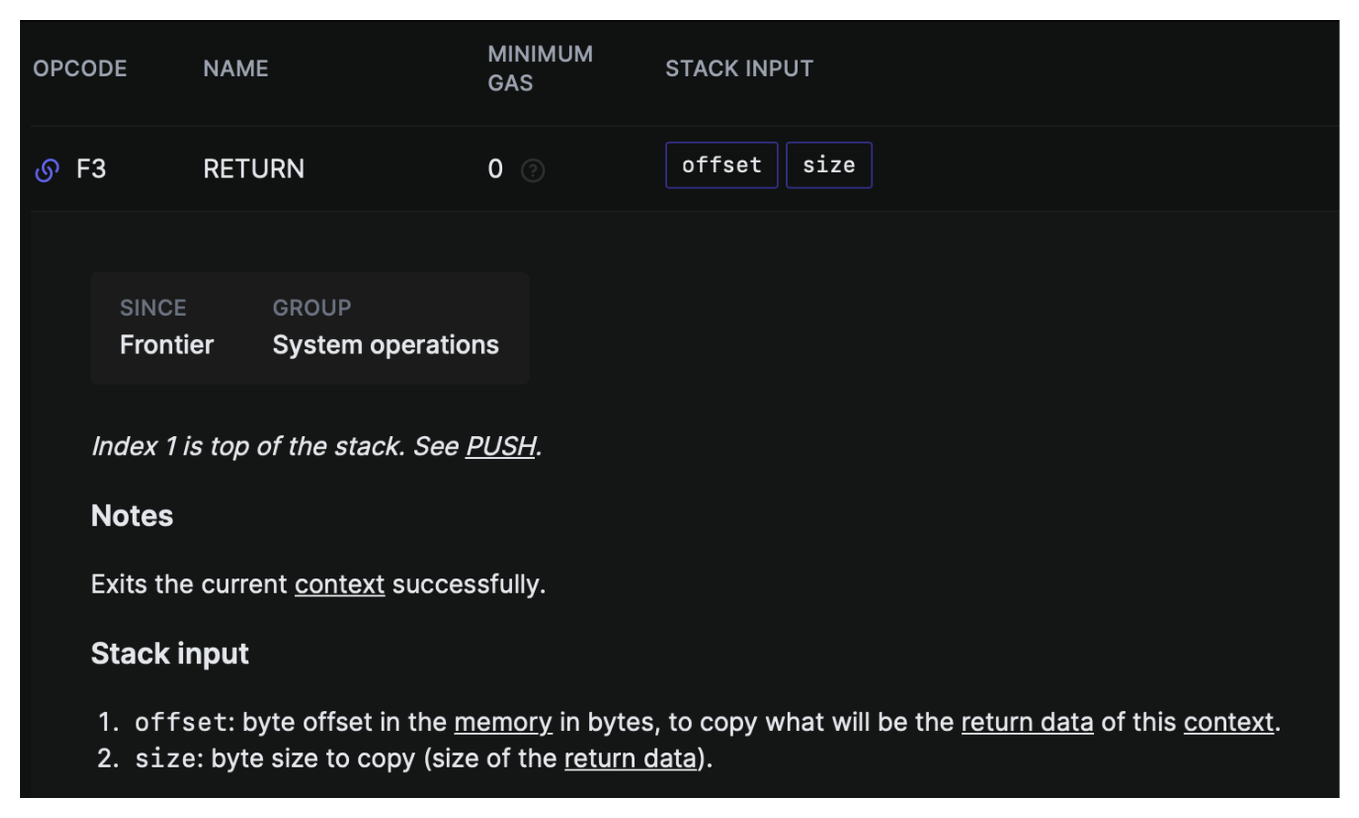 OPCODE NAME MINIMUM GAS STACK INPUT
F3 RETURN 0 ? offset size
SINCE GROUP
Frontier System operations
Index 1 is top of the stack. See PUSH.
Notes
Exits the current context successfully.
Stack input
1. offset: byte offset in the memory in bytes, to copy what will be the return data of this context.
2. size: byte size to copy (size of the return data).